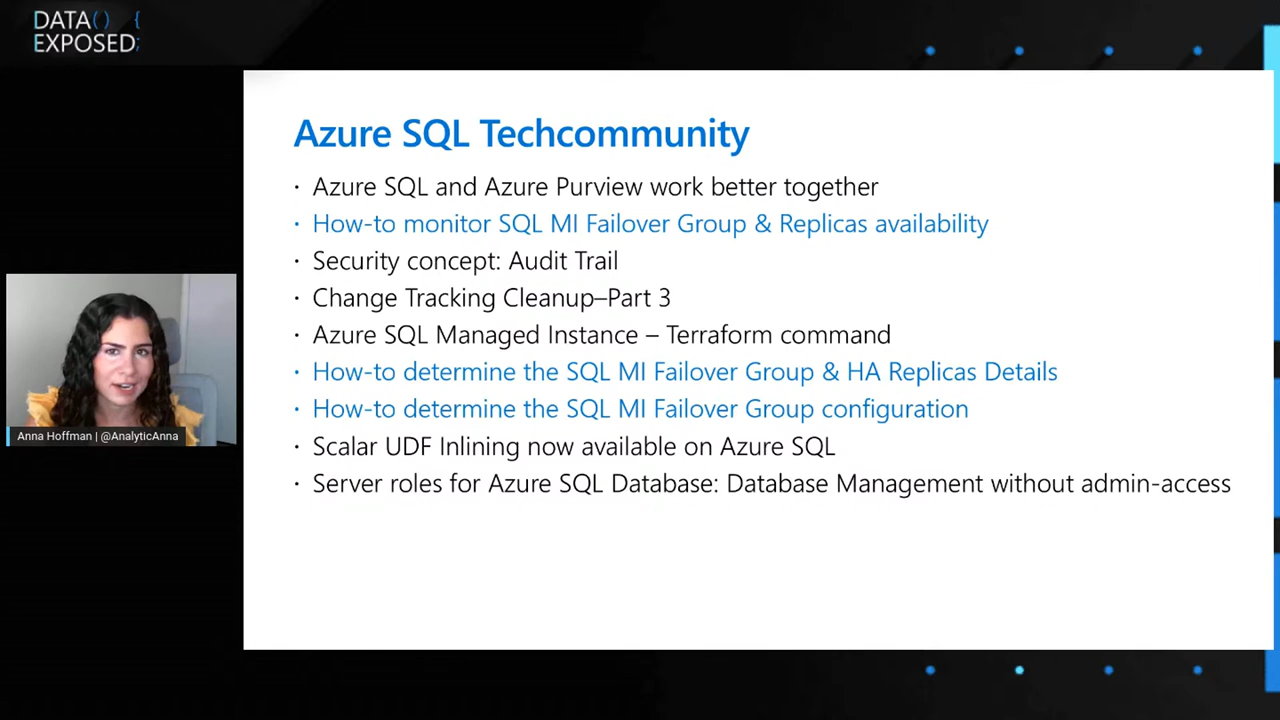 DATA() {
EXPOSED;
Azure SQL Techcommunity
· Azure SQL and Azure Purview work better together
· How-to monitor SQL MI Failover Group & Replicas availability
· Security concept: Audit Trail
· Change Tracking Cleanup–Part 3
· Azure SQL Managed Instance – Terraform command
· How-to determine the SQL MI Failover Group & HA Replicas Details
· How-to determine the SQL MI Failover Group configuration
· Scalar UDF Inlining now available on Azure SQL
· Server roles for Azure SQL Database: Database Management without admin-access
Anna Hoffman | @AnalyticAnna